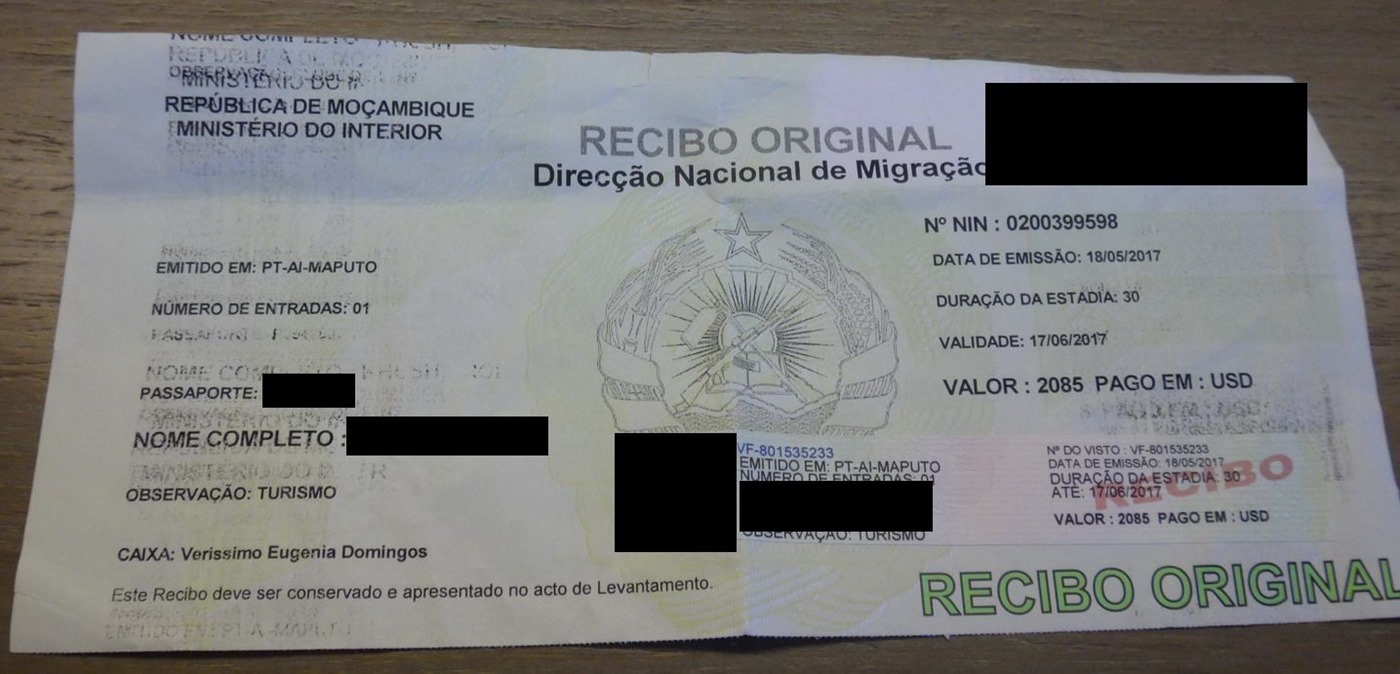 REPÚBLICA DE MOÇAMBIQUE
MINISTÉRIO DO INTERIOR
RECIBO ORIGINAL
Direcção Nacional de Migração
Nº NIN : 0200399598
EMITIDO EM: PT-AI-MAPUTO
DATA DE EMISSÃO: 18/05/2017
NÚMERO DE ENTRADAS: 01
DURAÇÃO DA ESTADIA: 30
VALIDADE: 17/06/2017
PASSAPORTE:
VALOR : 2085 PAGO EM : USD
NOME COMPLETO :
OBSERVAÇÃO: TURISMO
VF-801535233
EMITIDO EM: PT-AI-MAPUTO
NÚMERO DE ENTRADAS: 01
OBSERVAÇÃO: TURISMO
Nº DO VISTO : VF-801535233
DATA DE EMISSÃO: 18/05/2017
DURAÇÃO DA ESTADIA: 30
ATÉ: 17/06/2017
RECIBO
VALOR : 2085 PAGO EM : USD
CAIXA: Verissimo Eugenia Domingos
Este Recibo deve ser conservado e apresentado no acto de Levantamento.
RECIBO ORIGINAL